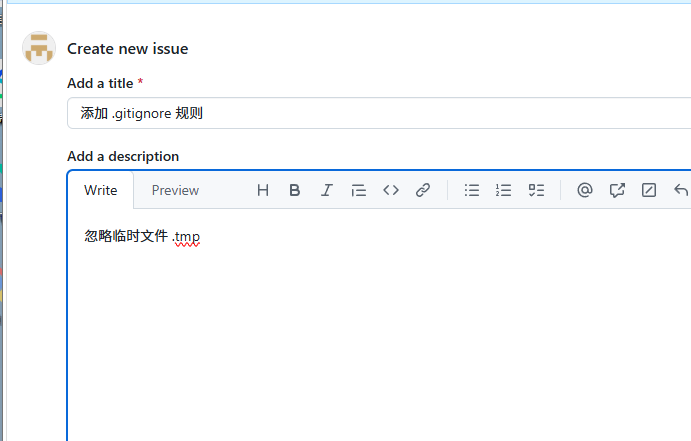 Create new issue
Add a title *
添加 .gitignore 规则
Add a description
Write Preview
忽略临时文件 .tmp